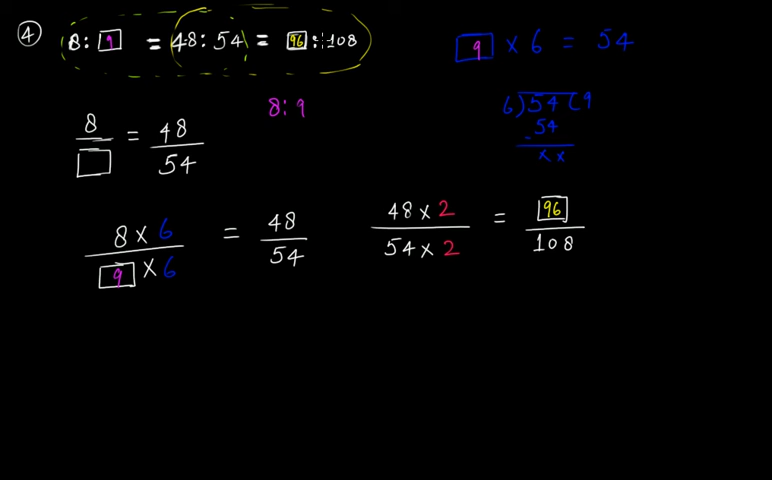 ④ 8: 9 = 48: 54 = 96 : 108
9 × 6 = 54
8 / □ = 48 / 54
8:9
6)54(9
- 54
× ×
8 × 6 / 9 × 6 = 48 / 54
48 × 2 / 54 × 2 = 96 / 108